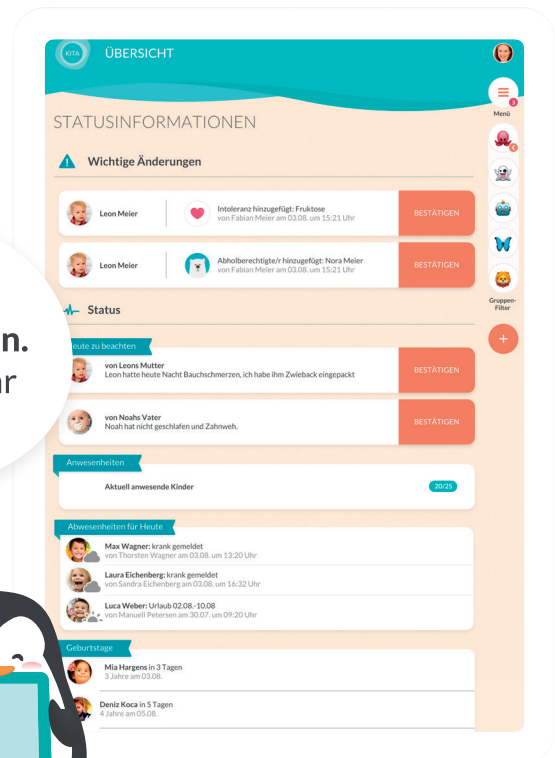 KITA
ÜBERSICHT
3
Menü
STATUSINFORMATIONEN
Wichtige Änderungen
Leon Meier
Intoleranz hinzugefügt: Fruktose
von Fabian Meier am 03.08. um 15:21 Uhr
BESTÄTIGEN
Leon Meier
Abholberechtigte/r hinzugefügt: Nora Meier
von Fabian Meier am 03.08. um 15:21 Uhr
BESTÄTIGEN
Gruppen-
Filter
Status
n.
r
Heute zu beachten
von Leons Mutter
Leon hatte heute Nacht Bauchschmerzen, ich habe ihm Zwieback eingepackt
BESTÄTIGEN
von Noahs Vater
Noah hat nicht geschlafen und Zahnweh.
BESTÄTIGEN
Anwesenheiten
Aktuell anwesende Kinder
20/25
Abwesenheiten für Heute
Max Wagner: krank gemeldet
von Thorsten Wagner am 03.08. um 13:20 Uhr
Laura Eichenberg: krank gemeldet
von Sandra Eichenberg am 03.08. um 16:32 Uhr
Luca Weber: Urlaub 02.08.-10.08
von Manuell Petersen am 30.07. um 09:20 Uhr
Geburtstage
Mia Hargens in 3 Tagen
3 Jahre am 03.08.
Deniz Koca in 5 Tagen
4 Jahre am 05.08.